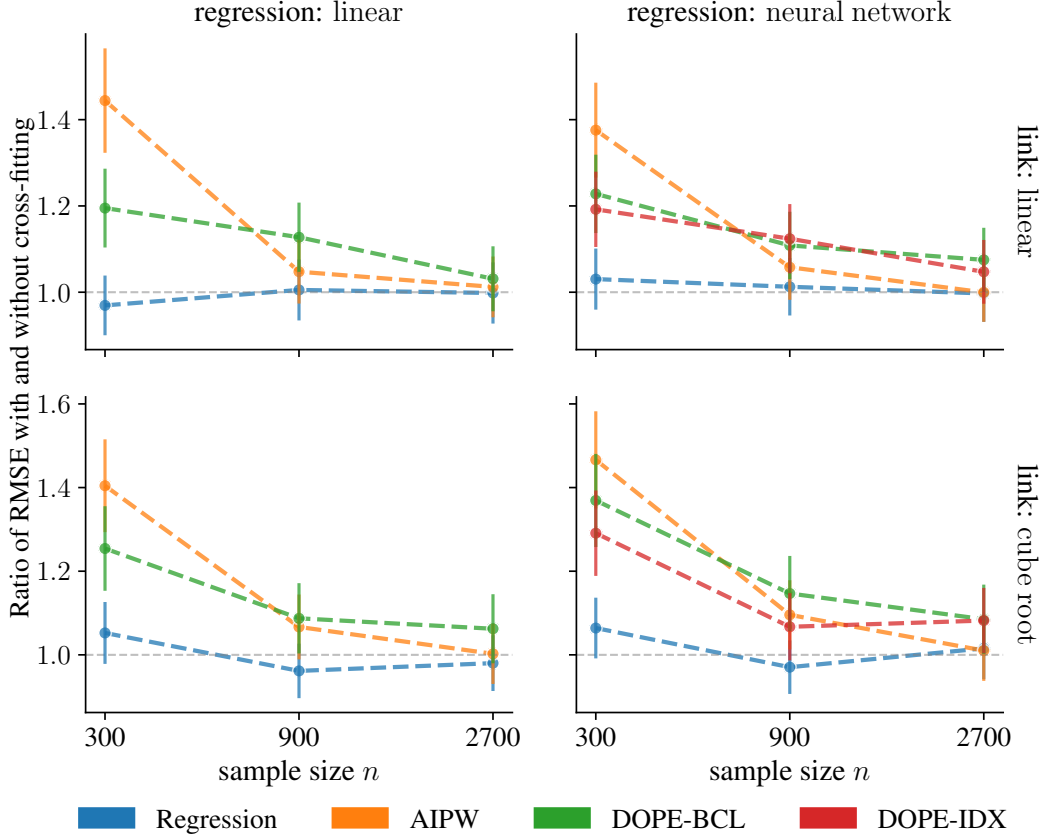 regression: linear
regression: neural network
Ratio of RMSE with and without cross-fitting
1.4
1.2
1.0
link: linear
1.6
1.4
1.2
1.0
link: cube root
300 900 2700
300 900 2700
sample size n
sample size n
Regression AIPW DOPE-BCL DOPE-IDX